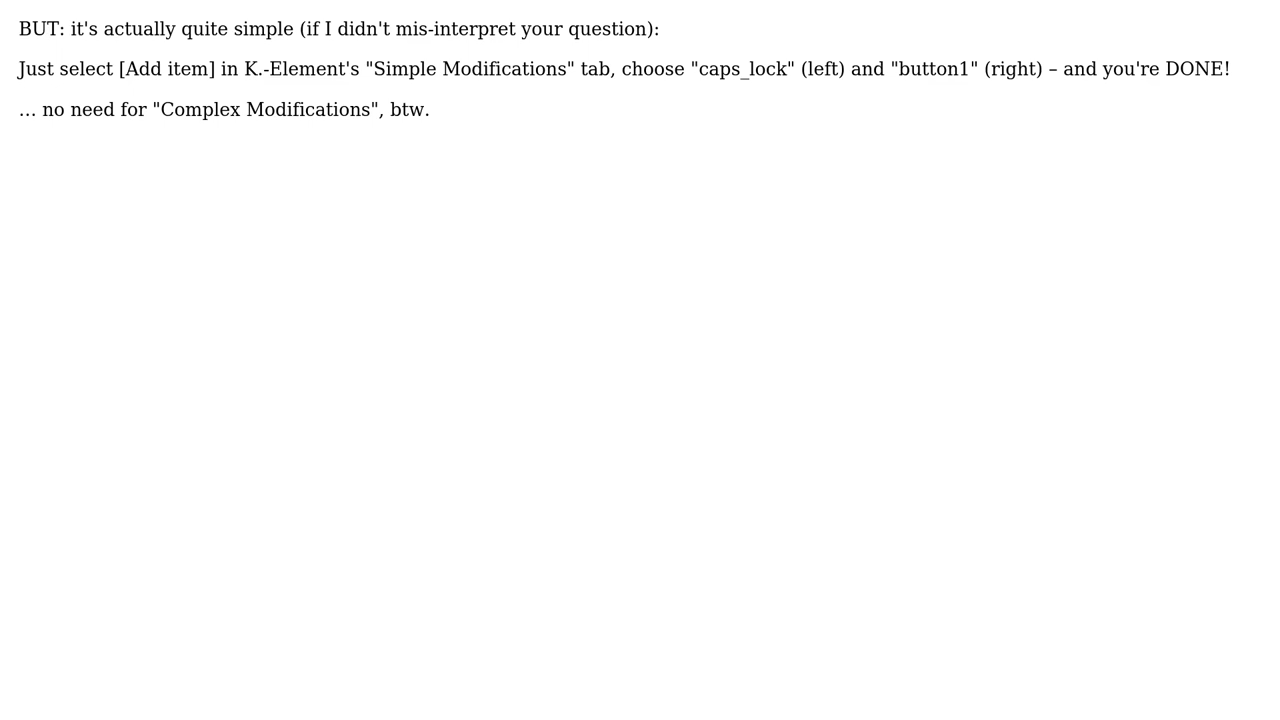 BUT: it's actually quite simple (if I didn't mis-interpret your question):
Just select [Add item] in K.-Element's "Simple Modifications" tab, choose "caps_lock" (left) and "button1" (right) – and you're DONE!
… no need for "Complex Modifications", btw.